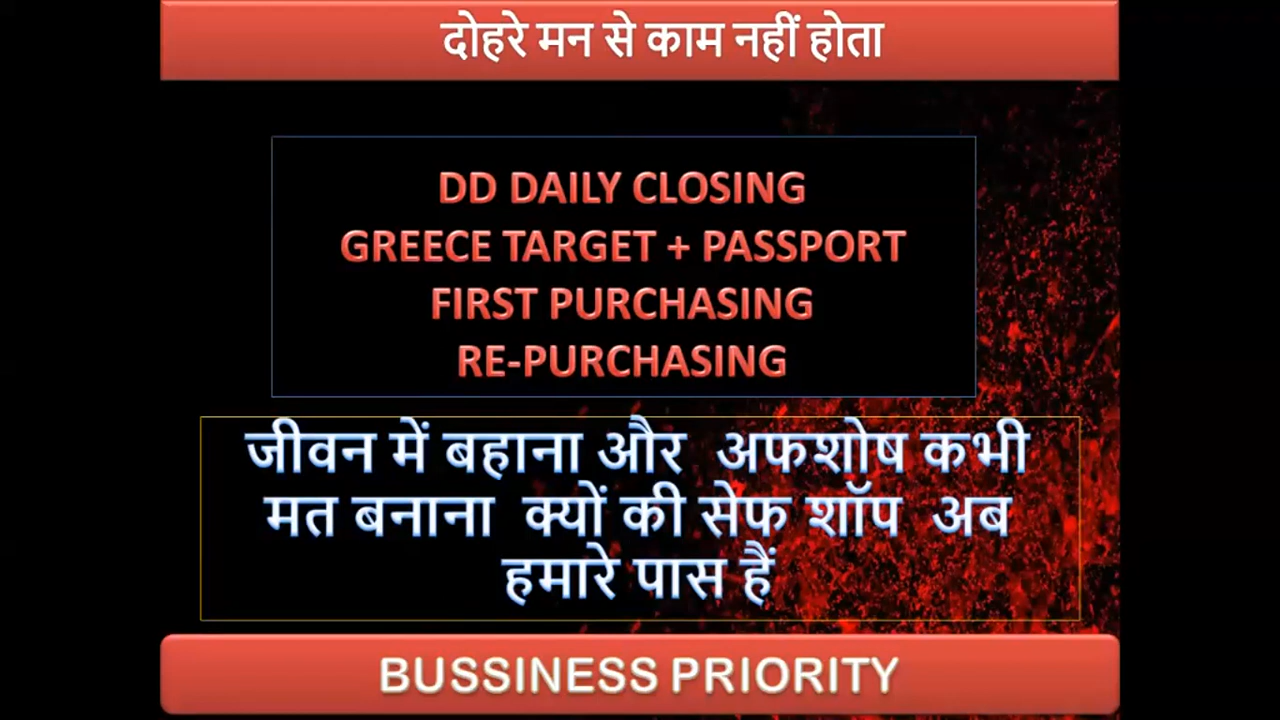 दोहरे मन से काम नहीं होता
DD DAILY CLOSING
GREECE TARGET + PASSPORT
FIRST PURCHASING
RE-PURCHASING
जीवन में बहाना और अफशोष कभी
मत बनाना क्यों की सेफ शॉप अब
हमारे पास हैं
BUSSINESS PRIORITY